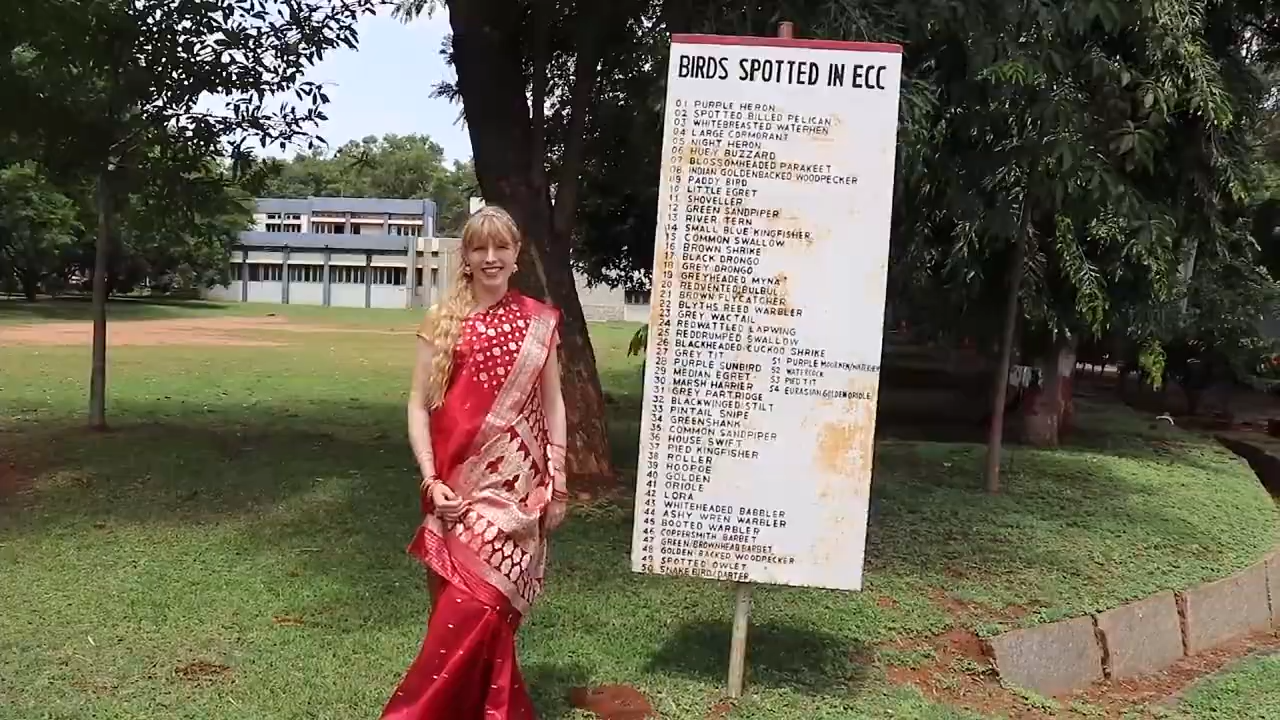 BIRDS SPOTTED IN ECC
01 PURPLE HERON
02 SPOTTED BILLED PELICAN
03 WHITEBREASTED WATERHEN
04 LARGE CORMORANT
05 NIGHT HERON
06 HUEY BUZZARD
07 BLOSSOMHEADED PARAKEET
08 INDIAN GOLDENBACKED WOODPECKER
09 PADDY BIRD
10 LITTLE EGRET
11 SHOVELLER
12 GREEN SANDPIPER
13 RIVER TERN
14 SMALL BLUE KINGFISHER
15 COMMON SWALLOW
16 BROWN SHRIKE
17 BLACK DRONGO
18 GREY DRONGO
19 GREYHEADED MYNA
20 REDVENTED BULBUL
21 BROWN FLYCATCHER
22 BLYTHS REED WARBLER
23 GREY WAGTAIL
24 REDWATTLED LAPWING
25 REDDRUMPED SWALLOW
26 BLACKHEADED CUCKOO SHRIKE
27 GREY TIT
28 PURPLE SUNBIRD
29 MEDIAN EGRET
30 MARSH HARRIER
31 GREY PARTRIDGE
32 BLACKWINGED STILT
33 PINTAIL SNIPE
34 GREENSHANK
35 COMMON SANDPIPER
36 HOUSE SWIFT
37 PIED KINGFISHER
38 ROLLER
39 HOOPOE
40 GOLDEN
41 ORIOLE
42 LORA
43 WHITEHEADED BABBLER
44 ASHY WREN WARBLER
45 BOOTED WARBLER
46 COPPERSMITH BARBET
47 GREEN/BROWNHEAD BARBET
48 GOLDEN BACKED WOODPECKER
49 SPOTTED OWLET
50 SNAKE BIRD/DARTER
51 PURPLE MOORHEN/WATERHEN
52 WATERCOCK
53 PIED TIT
54 EURASIAN GOLDEN ORIOLE